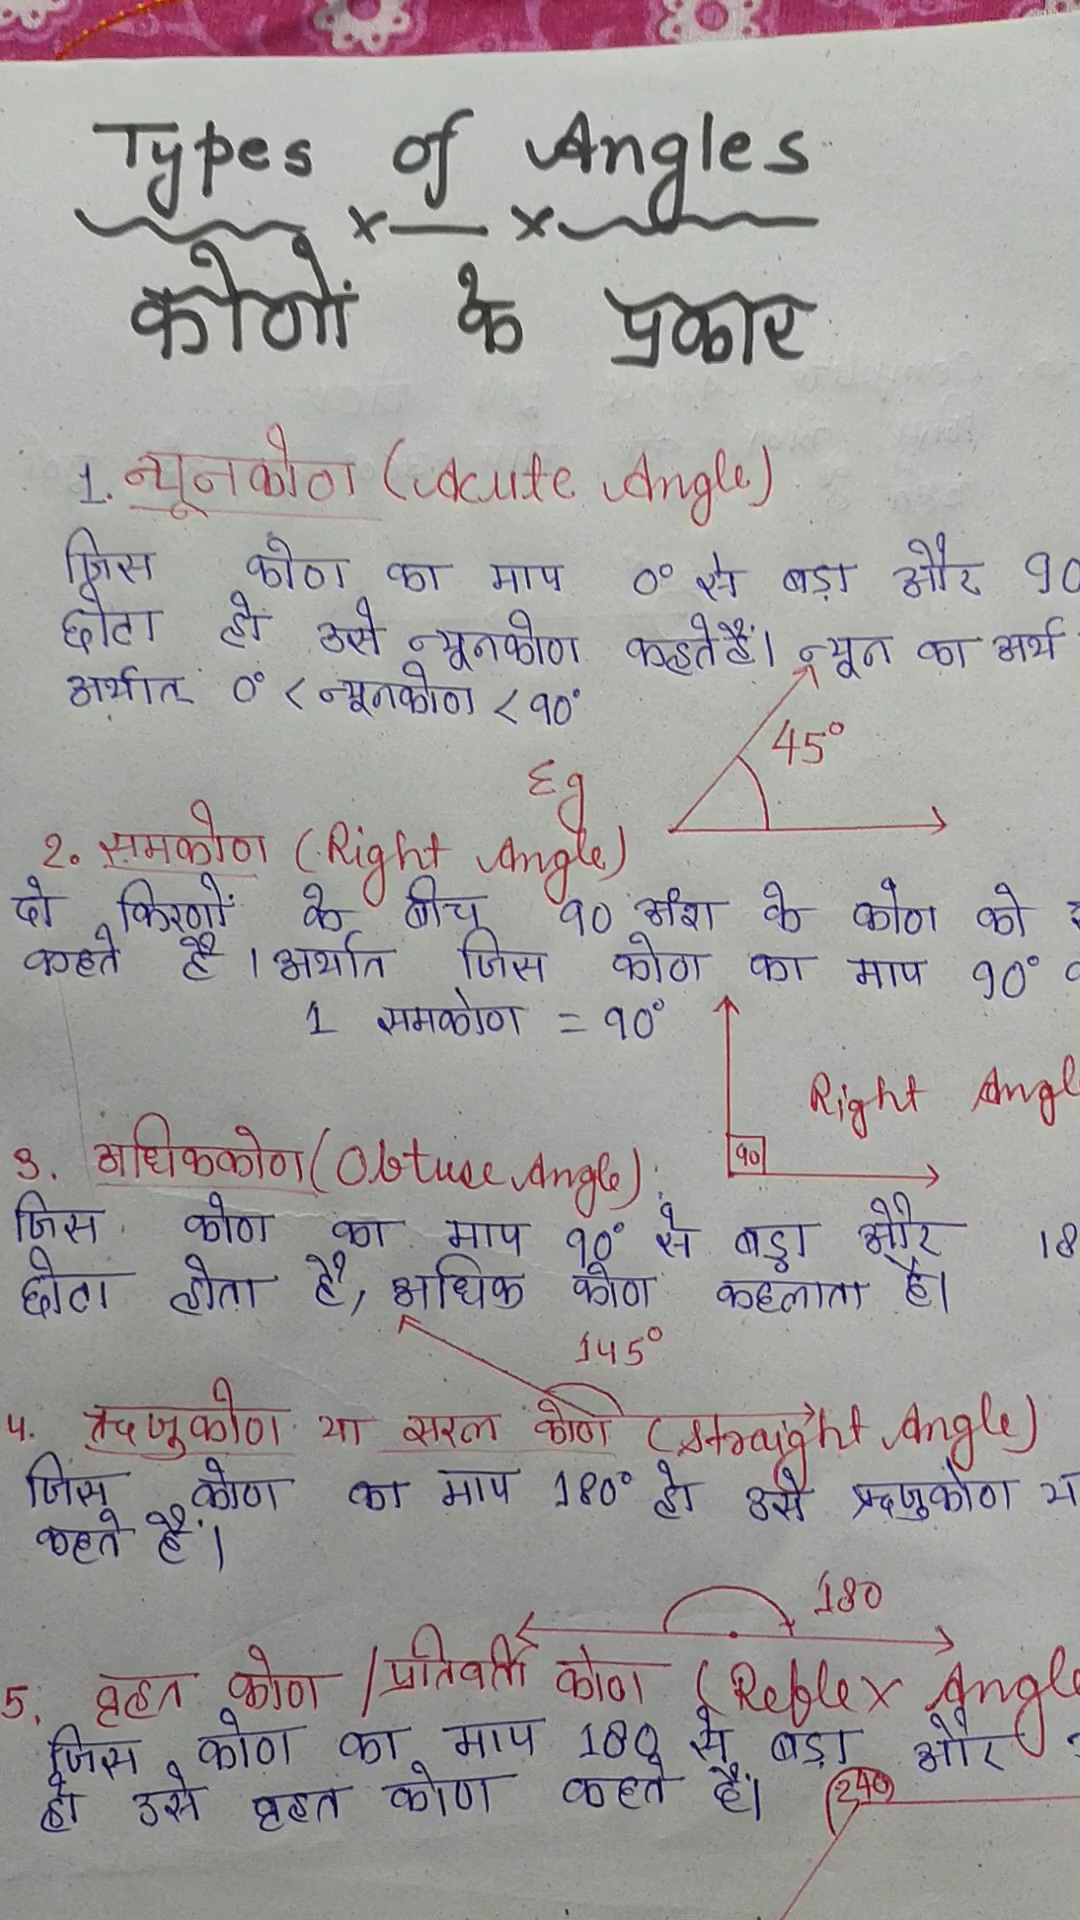 Types of Angles
कोणों के प्रकार
1. न्यूनकोण (Acute Angle)
जिस कोण का माप 0° से बड़ा और 90
छोटा हो उसे न्यूनकोण कहते हैं। न्यून का अर्थ
अर्थात् 0° < न्यूनकोण < 90°
45°
Eg
2. समकोण (Right Angle)
दो किरणों के बीच 90 अंश के कोण को
कहते है। अर्थात जिस कोण का माप 90°
1 समकोण = 90°
Right Angl
90
3. अधिककोण (Obtuse Angle)
जिस कोण का माप 90° से बड़ा और 18
छोटा होता है, अधिक कोण कहलाता है।
145°
4. ऋजुकोण या सरल कोण (Straight Angle)
जिस कोण का माप 180° हो उसे ऋजुकोण य
कहते हैं।
180
5. वृहत कोण / प्रतिवर्ती कोण (Reflex Angle
जिस कोण का माप 180 से बड़ा और
हो उसे वृहत कोण कहते हैं।
240